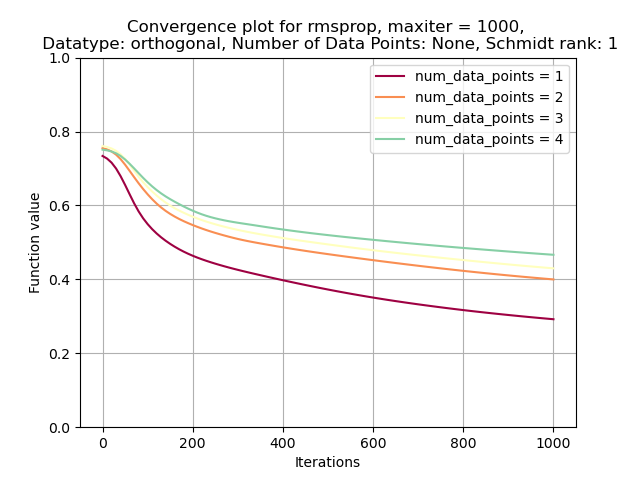 Convergence plot for rmsprop, maxiter = 1000,
Datatype: orthogonal, Number of Data Points: None, Schmidt rank: 1
num_data_points = 1
num_data_points = 2
num_data_points = 3
num_data_points = 4
Function value
1.0
0.8
0.6
0.4
0.2
0.0
0 200 400 600 800 1000
Iterations